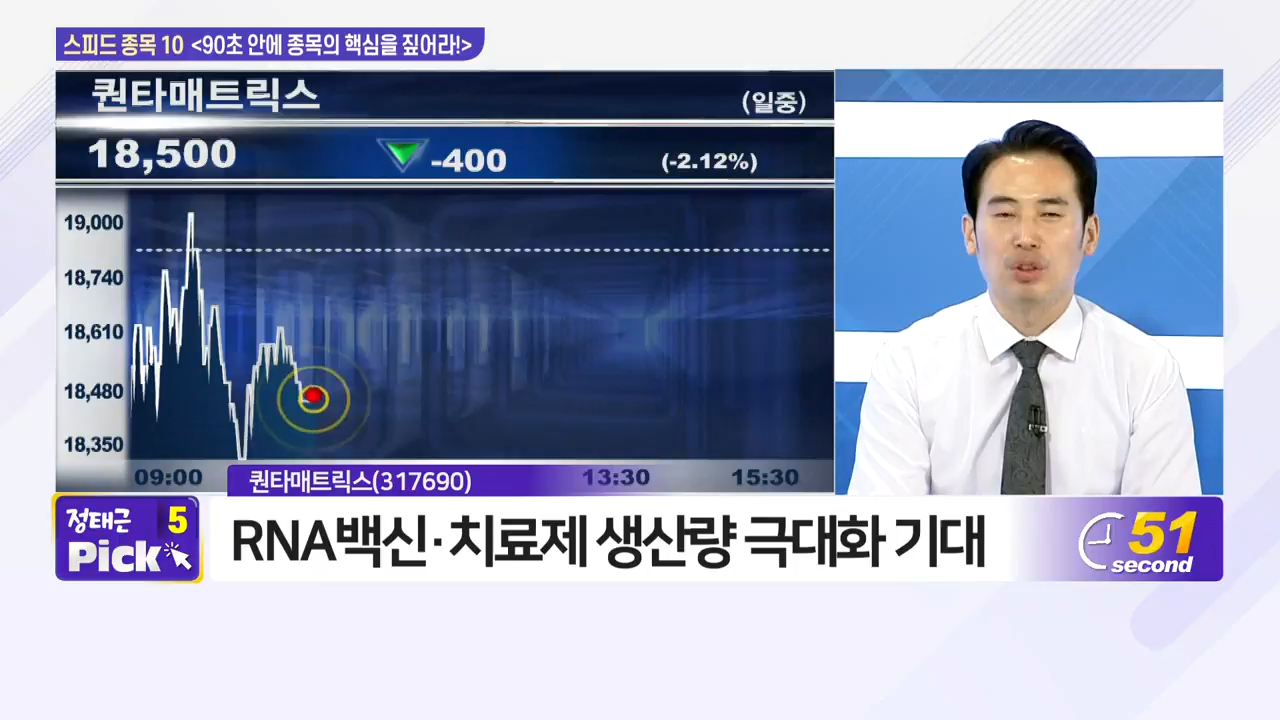 스피드 종목 10 <90초 안에 종목의 핵심을 짚어라!>
퀀타매트릭스
(일중)
18,500
-400
(-2.12%)
19,000
18,740
18,610
18,480
18,350
09:00
13:30
15:30
퀀타매트릭스(317690)
정태근 5
Pick
RNA백신·치료제 생산량 극대화 기대
51
second